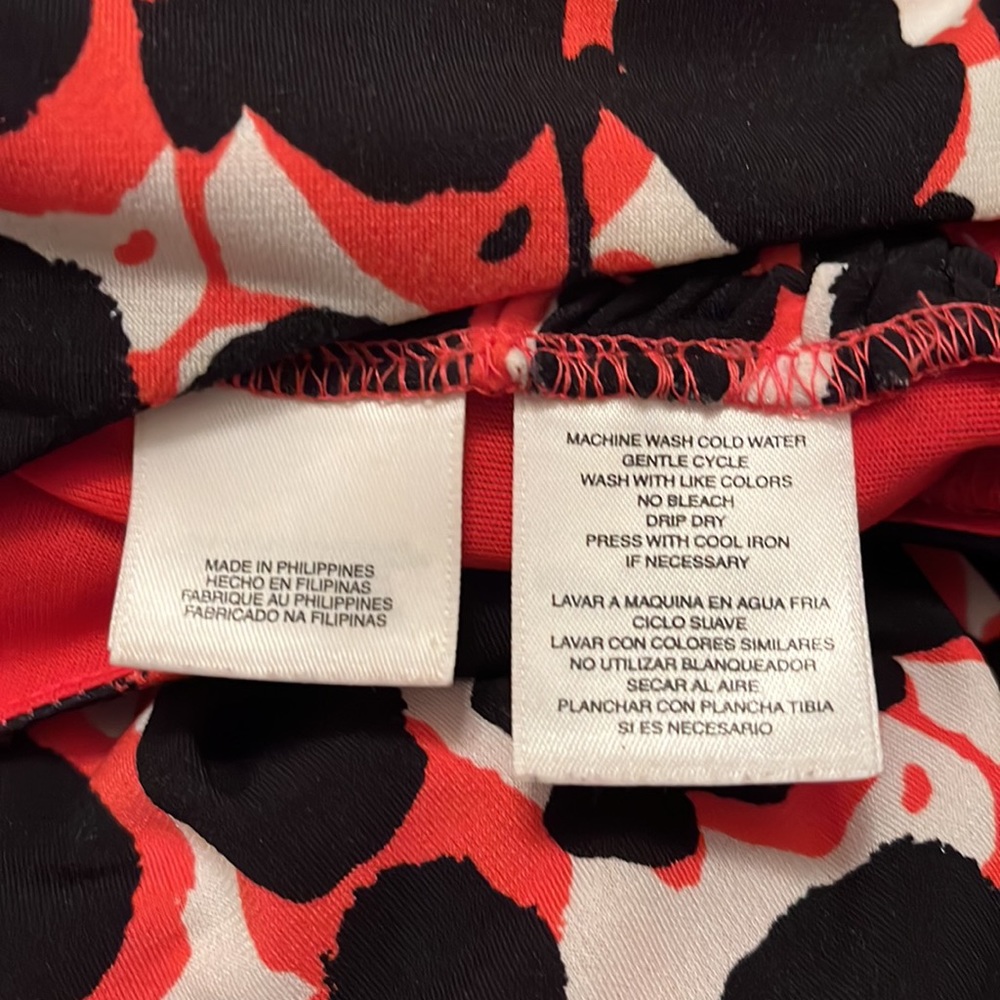 MADE IN PHILIPPINES
HECHO EN FILIPINAS
FABRIQUE AU PHILIPPINES
FABRICADO NA FILIPINAS
MACHINE WASH COLD WATER
GENTLE CYCLE
WASH WITH LIKE COLORS
NO BLEACH
DRIP DRY
PRESS WITH COOL IRON
IF NECESSARY
LAVAR A MAQUINA EN AGUA FRIA
CICLO SUAVE
LAVAR CON COLORES SIMILARES
NO UTILIZAR BLANQUEADOR
SECAR AL AIRE
PLANCHAR CON PLANCHA TIBIA
SI ES NECESARIO